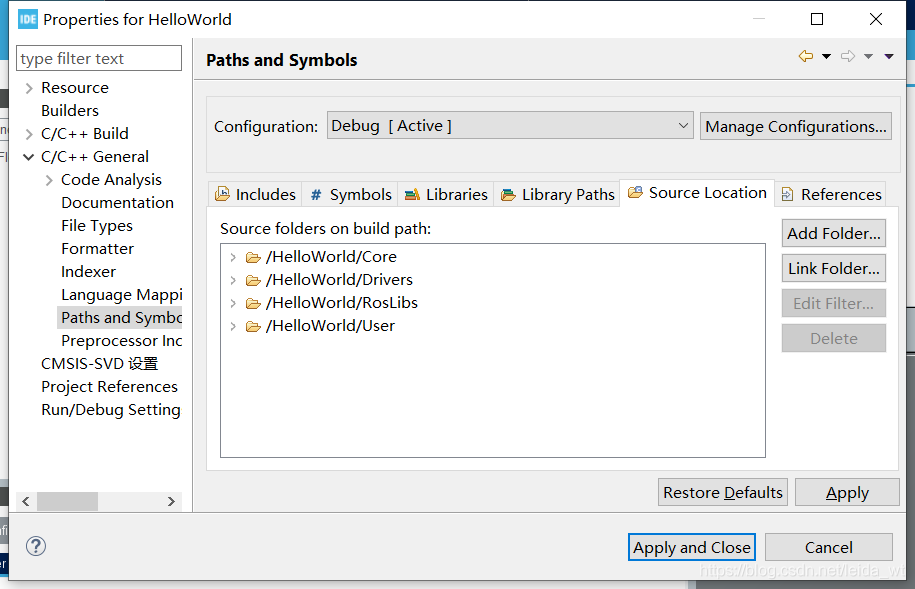 IDE Properties for HelloWorld
type filter text
Resource
Builders
C/C++ Build
C/C++ General
Code Analysis
Documentation
File Types
Formatter
Indexer
Language Mappi
Paths and Symbo
Preprocessor Inc
CMSIS-SVD 设置
Project References
Run/Debug Setting
Paths and Symbols
Configuration: Debug [ Active ] Manage Configurations...
Includes # Symbols Libraries Library Paths Source Location References
Source folders on build path:
/HelloWorld/Core
/HelloWorld/Drivers
/HelloWorld/RosLibs
/HelloWorld/User
Add Folder...
Link Folder...
Edit Filter...
Delete
Restore Defaults Apply
? Apply and Close Cancel
https://blog.csdn.net/leida_wt